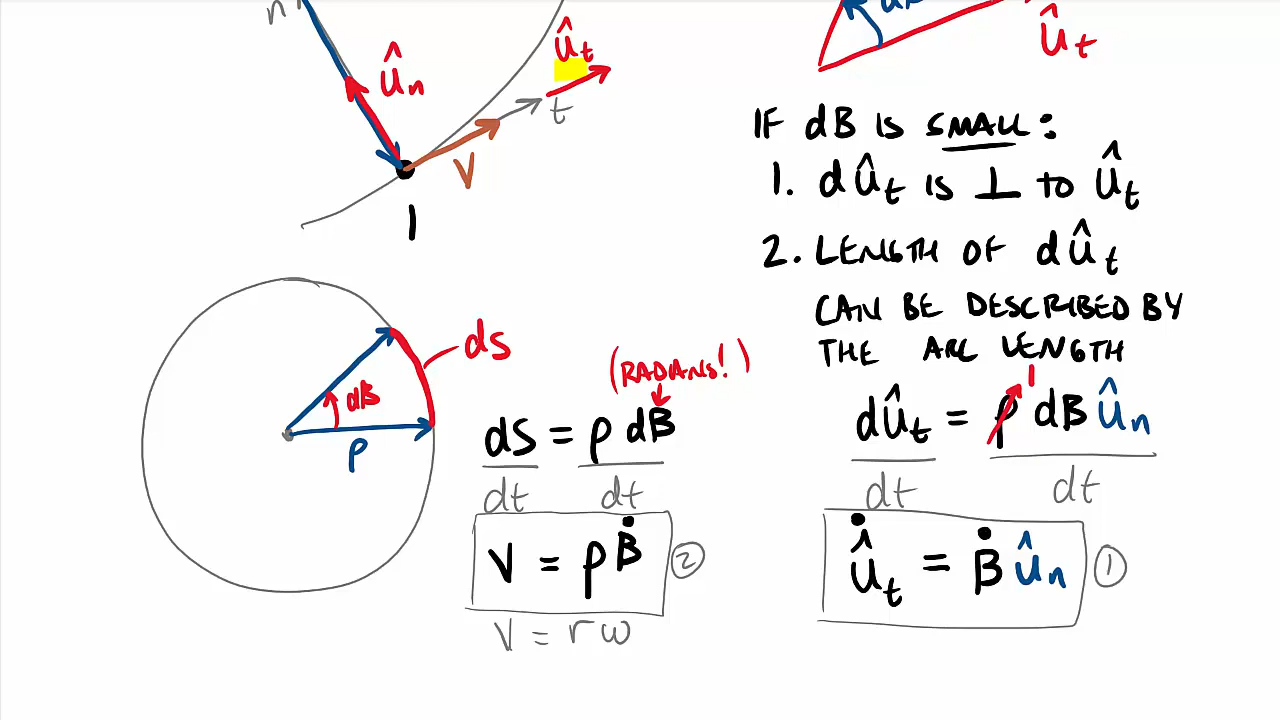 n
û_n
û_t
t
V
1
û_t
IF dB IS SMALL:
1. dû_t IS ⊥ to û_t
2. LENGTH OF dû_t
CAN BE DESCRIBED BY
THE ARC LENGTH
dû_t = ρ dB û_n
1
dt dt
û̇_t = Ḃ û_n ①
dS
dB
ρ
(RADIANS!)
dS = ρ dB
dt dt
V = ρ Ḃ ②
V = rω